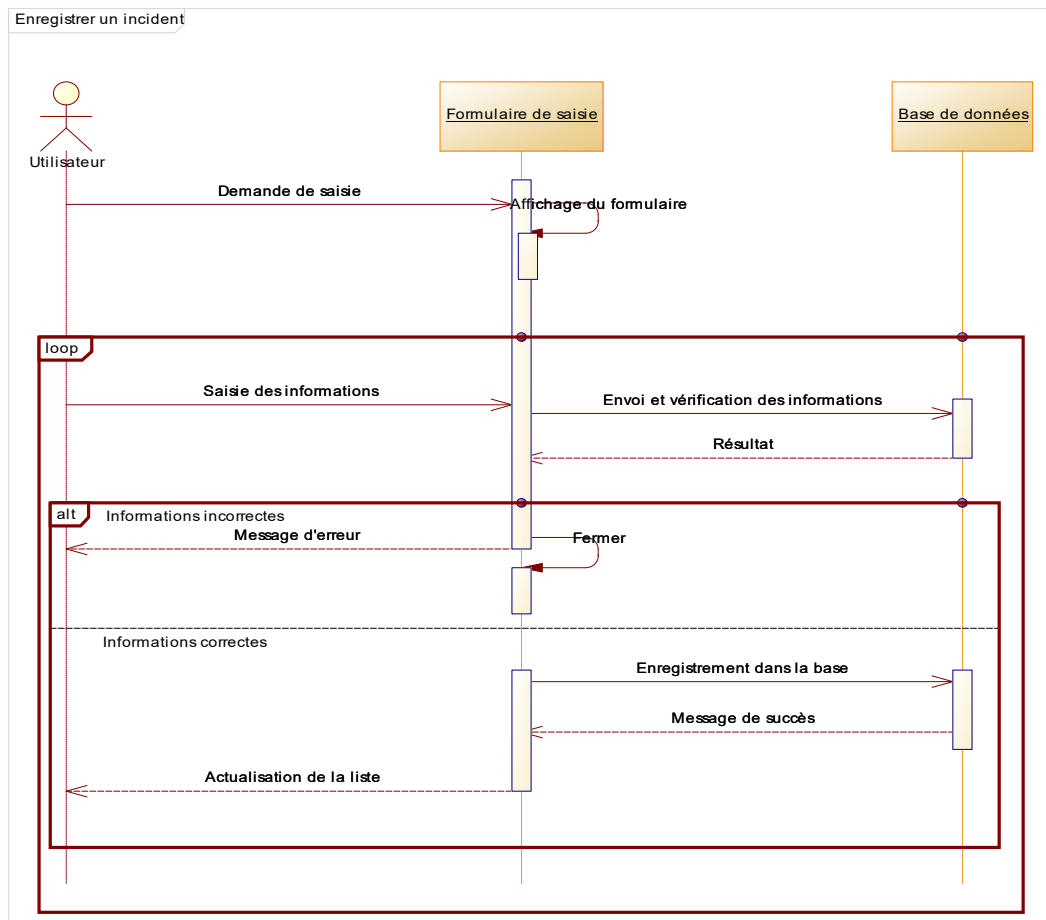 Enregistrer un incident
Utilisateur
Formulaire de saisie
Base de données
Demande de saisie
Affichage du formulaire
loop
Saisie des informations
Envoi et vérification des informations
Résultat
alt
Informations incorrectes
Message d'erreur
Fermer
Informations correctes
Enregistrement dans la base
Message de succès
Actualisation de la liste